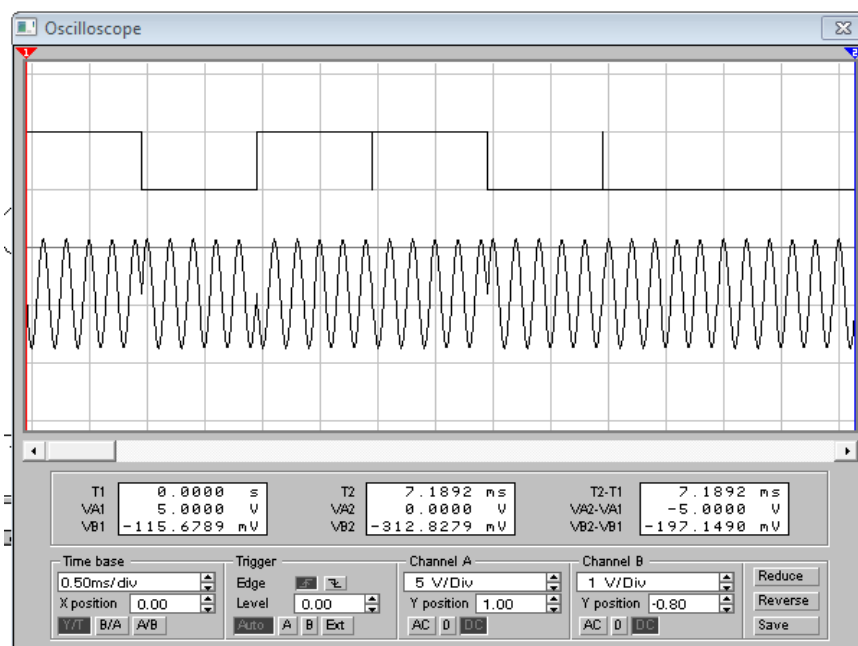 Oscilloscope
1 2
T1 0.0000 s T2 7.1892 ms T2-T1 7.1892 ms
VA1 5.0000 V VA2 0.0000 V VA2-VA1 -5.0000 V
VB1 -115.6789 mV VB2 -312.8279 mV VB2-VB1 -197.1490 mV
Time base Trigger Channel A Channel B
0.50ms/div Edge 5 V/Div 1 V/Div Reduce
X position 0.00 Level 0.00 Y position 1.00 Y position -0.80 Reverse
Y/T B/A A/B Auto A B Ext AC 0 DC AC 0 DC Save